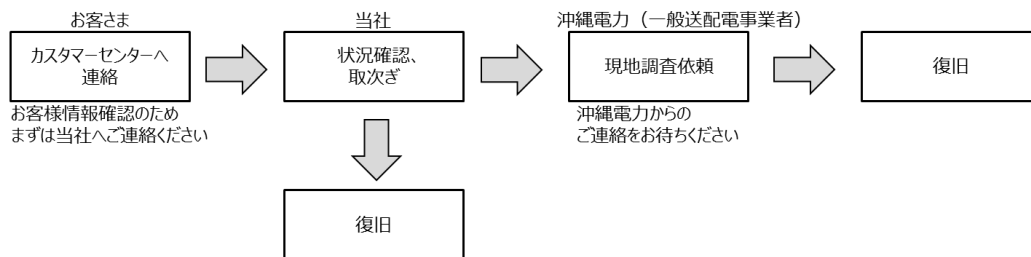 お客さま
当社
沖縄電力（一般送配電事業者）
カスタマーセンターへ
連絡
状況確認、
取次ぎ
現地調査依頼
復旧
お客様情報確認のため
まずは当社へご連絡ください
沖縄電力からの
ご連絡をお待ちください
復旧